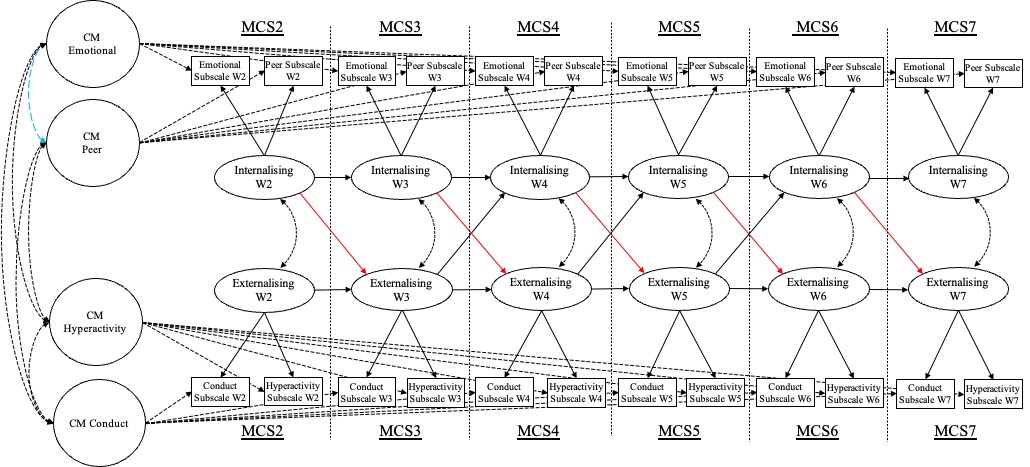 MCS2 MCS3 MCS4 MCS5 MCS6 MCS7
CM
Emotional
Emotional
Subscale W2
Peer Subscale
W2
Emotional
Subscale W3
Peer Subscale
W3
Emotional
Subscale W4
Peer Subscale
W4
Emotional
Subscale W5
Peer Subscale
W5
Emotional
Subscale W6
Peer Subscale
W6
Emotional
Subscale W7
Peer Subscale
W7
CM
Peer
Internalising
W2
Internalising
W3
Internalising
W4
Internalising
W5
Internalising
W6
Internalising
W7
Externalising
W2
Externalising
W3
Externalising
W4
Externalising
W5
Externalising
W6
Externalising
W7
CM
Hyperactivity
Conduct
Subscale W2
Hyperactivity
Subscale W2
Conduct
Subscale W3
Hyperactivity
Subscale W3
Conduct
Subscale W4
Hyperactivity
Subscale W4
Conduct
Subscale W5
Hyperactivity
Subscale W5
Conduct
Subscale W6
Hyperactivity
Subscale W6
Conduct
Subscale W7
Hyperactivity
Subscale W7
CM Conduct
MCS2 MCS3 MCS4 MCS5 MCS6 MCS7